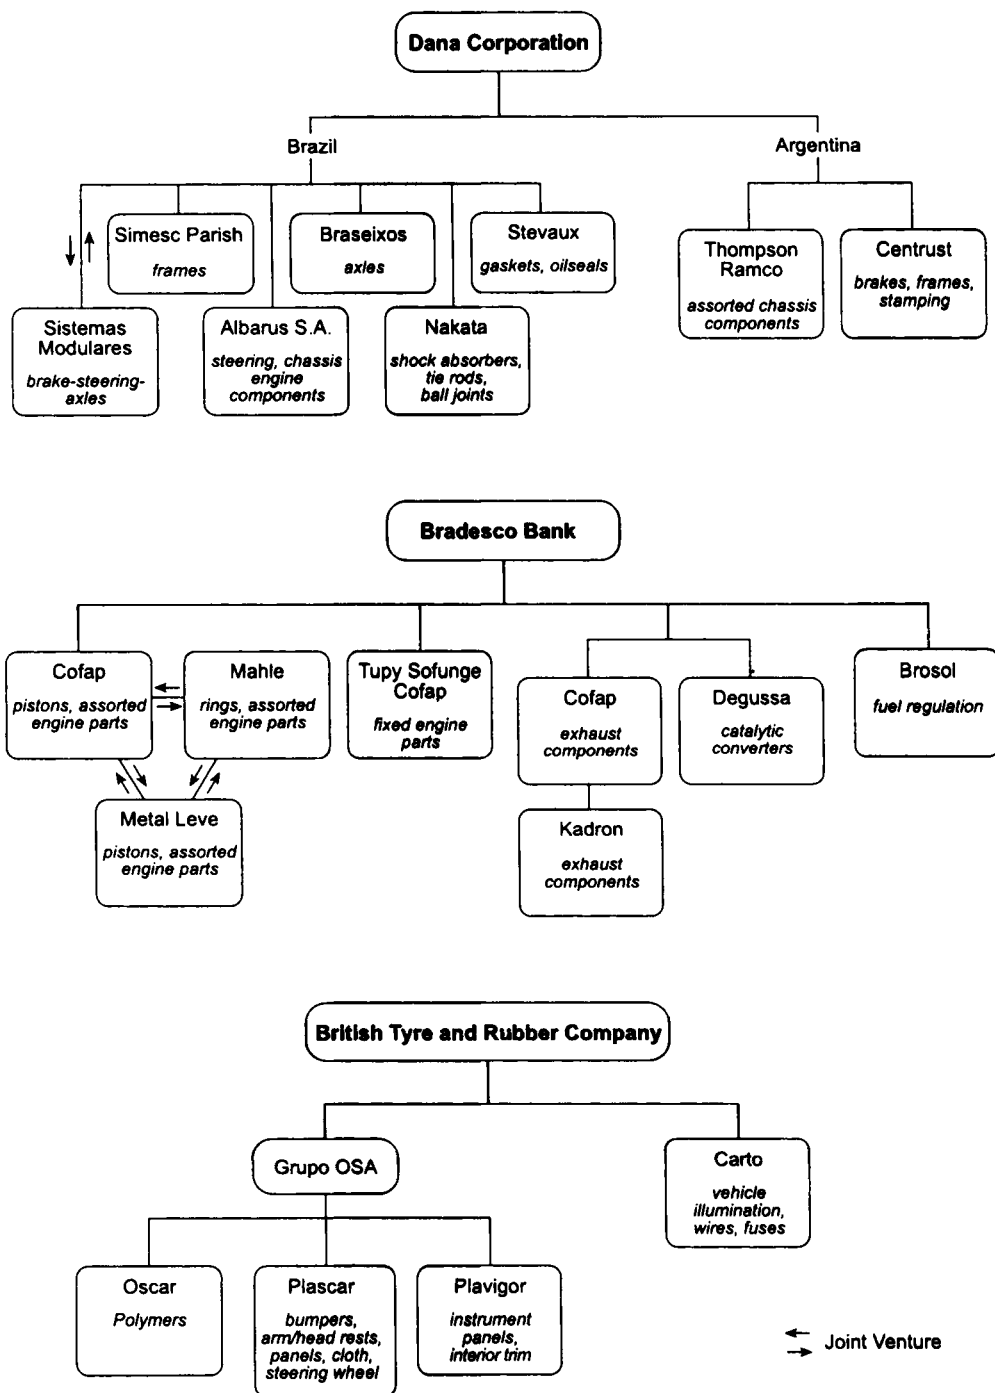 Dana Corporation
Brazil
Argentina
Simesc Parish
frames
Braseixos
axles
Stevaux
gaskets, oilseals
Thompson
Ramco
assorted chassis
components
Centrust
brakes, frames,
stamping
Sistemas
Modulares
brake-steering-
axles
Albarus S.A.
steering, chassis
engine
components
Nakata
shock absorbers,
tie rods,
ball joints
Bradesco Bank
Cofap
pistons, assorted
engine parts
Mahle
rings, assorted
engine parts
Tupy Sofunge
Cofap
fixed engine
parts
Cofap
exhaust
components
Degussa
catalytic
converters
Brosol
fuel regulation
Metal Leve
pistons, assorted
engine parts
Kadron
exhaust
components
British Tyre and Rubber Company
Grupo OSA
Carto
vehicle
illumination,
wires, fuses
Oscar
Polymers
Plascar
bumpers,
arm/head rests,
panels, cloth,
steering wheel
Plavigor
instrument
panels,
interior trim
Joint Venture